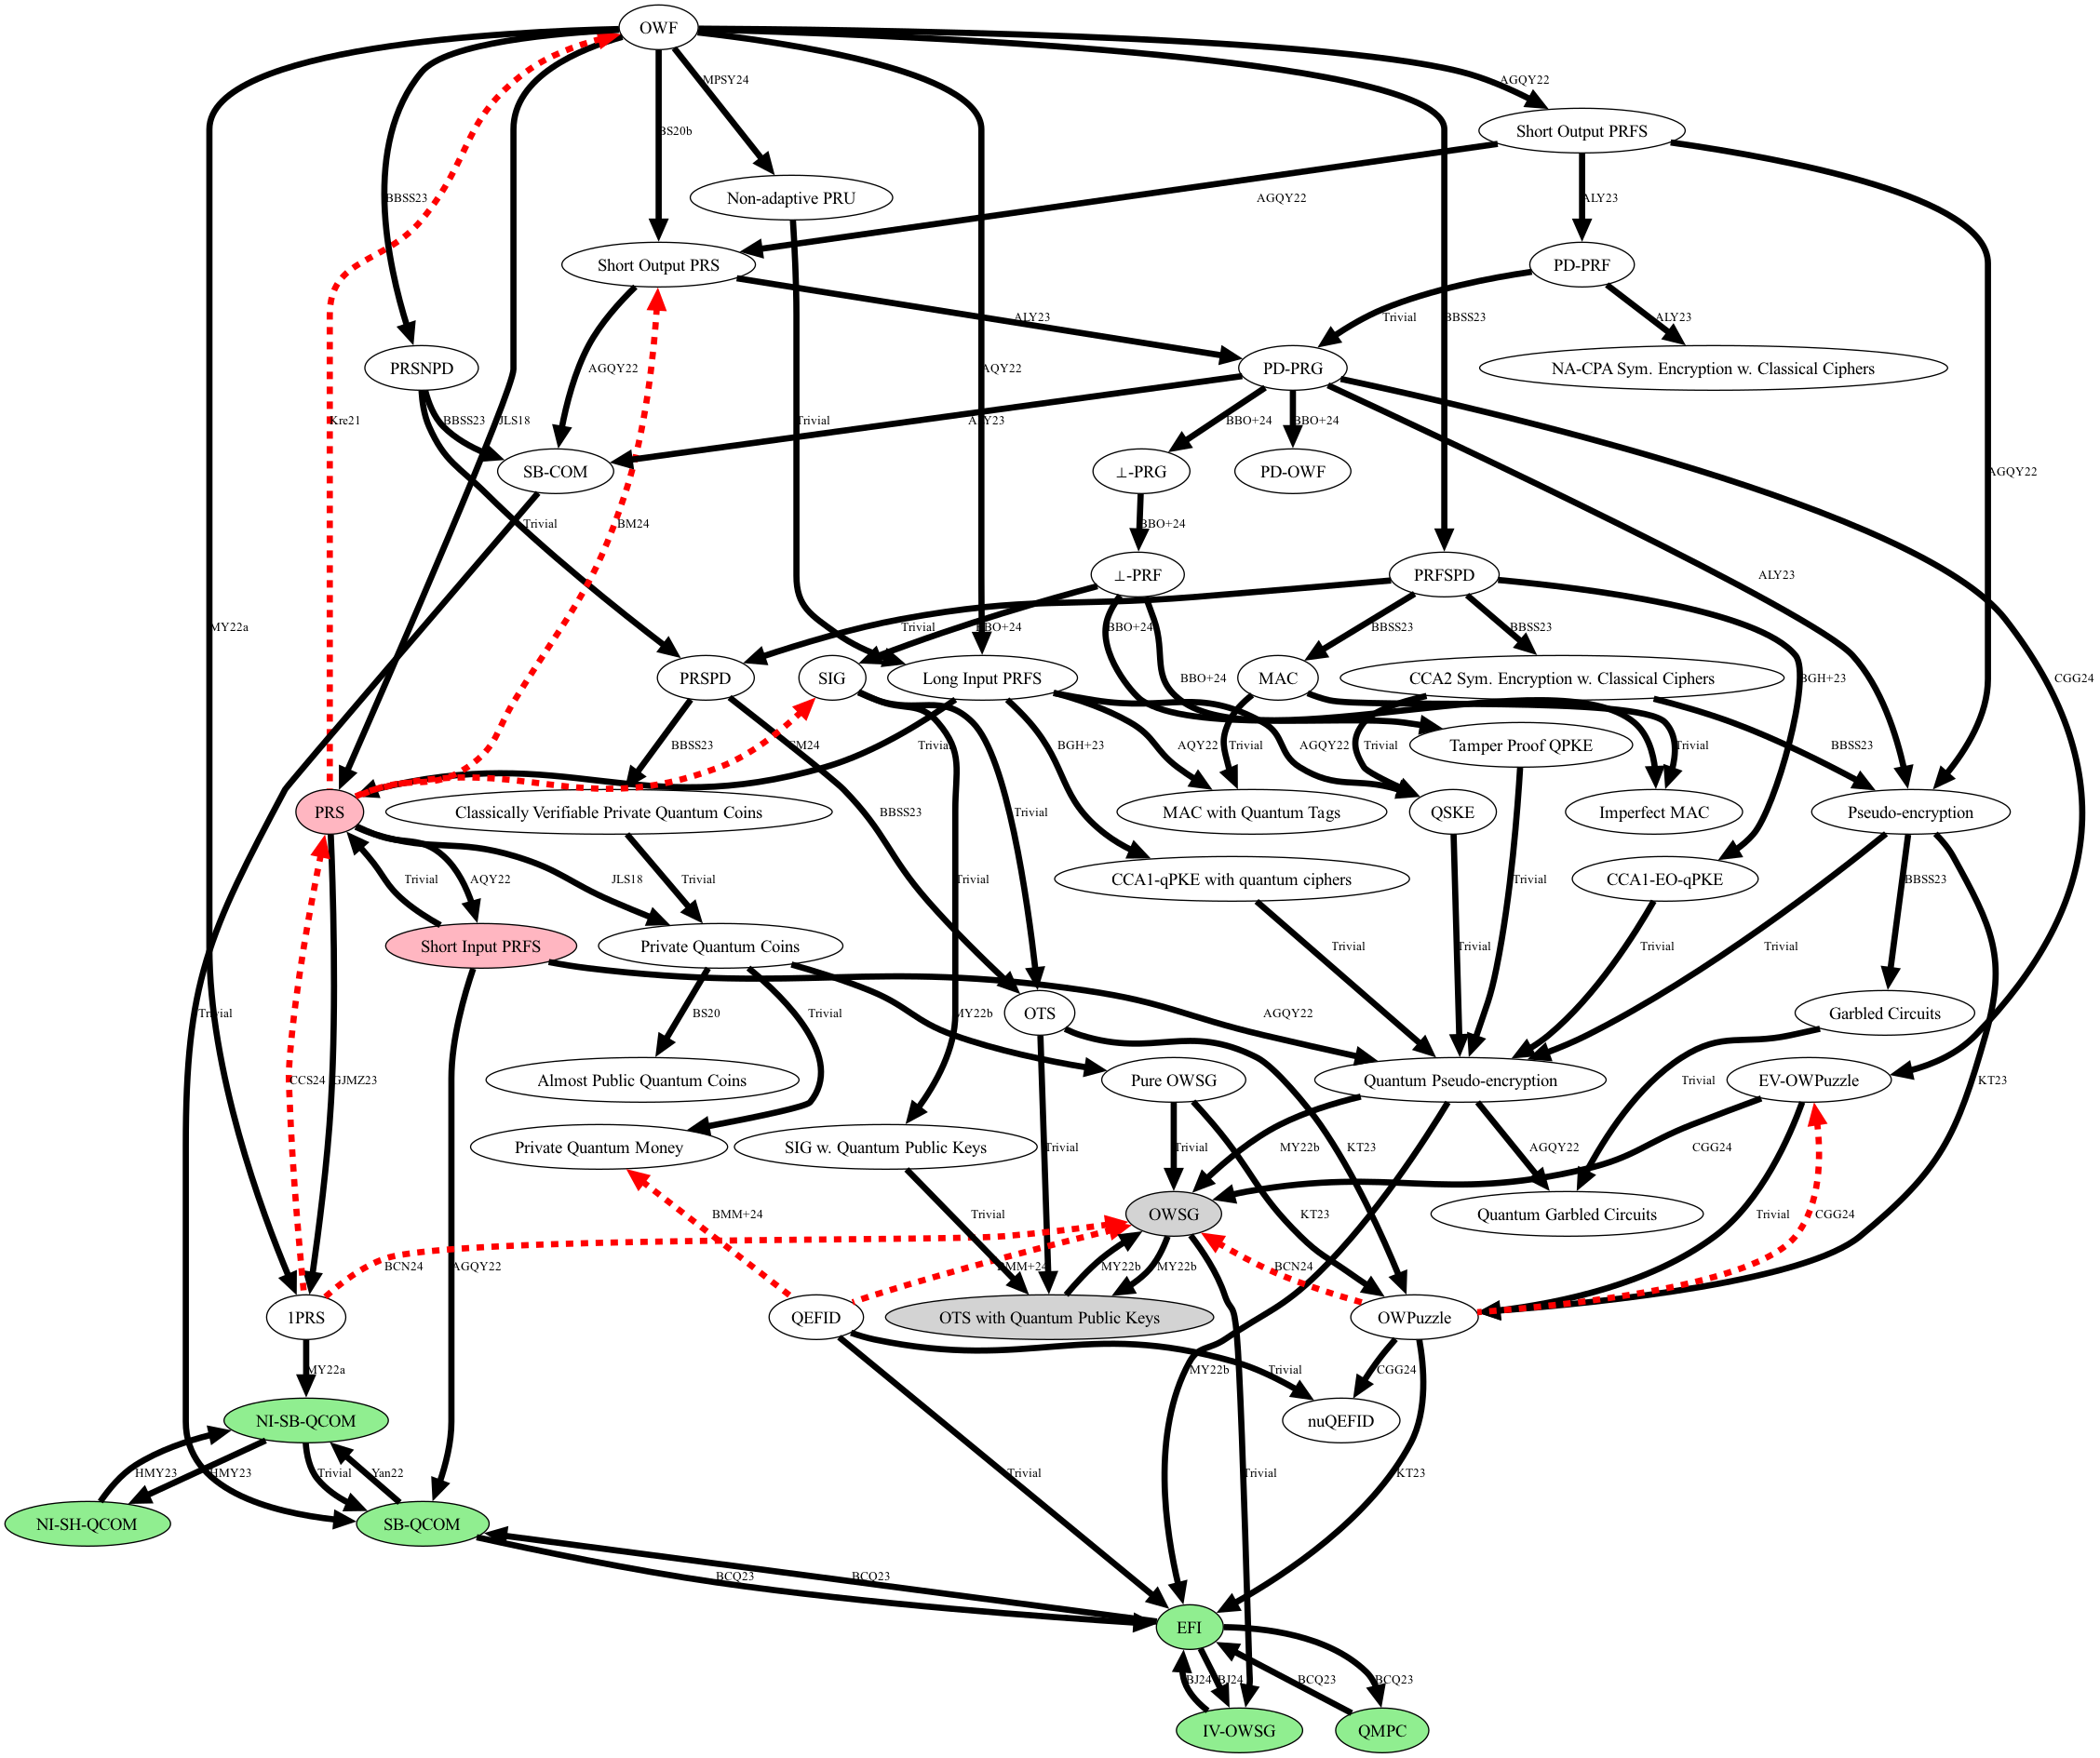 OWF
MPSY24
AGQY22
Short Output PRFS
BS20b
BBSS23
Non-adaptive PRU
AGQY22
ALY23
Short Output PRS
PD-PRF
ALY23
Trivial
BBSS23
ALY23
PRSNPD
AGQY22
AQY22
PD-PRG
NA-CPA Sym. Encryption w. Classical Ciphers
Kre21
BBSS23
JLS18
Trivial
ALY23
BBO+24
BBO+24
SB-COM
⊥-PRG
PD-OWF
AGQY22
Trivial
BM24
BBO+24
⊥-PRF
PRFSPD
ALY23
MY22a
Trivial
BBO+24
BBO+24
BBSS23
BBSS23
PRSPD
SIG
Long Input PRFS
BBO+24
MAC
CCA2 Sym. Encryption w. Classical Ciphers
BGH+23
CGG24
BBSS23
BM24
Trivial
BGH+23
AQY22
Trivial
AGQY22
Trivial
Tamper Proof QPKE
Trivial
BBSS23
PRS
Classically Verifiable Private Quantum Coins
BBSS23
Trivial
MAC with Quantum Tags
QSKE
Imperfect MAC
Pseudo-encryption
Trivial
AQY22
JLS18
Trivial
Trivial
CCA1-qPKE with quantum ciphers
Trivial
CCA1-EO-qPKE
BBSS23
Short Input PRFS
Private Quantum Coins
Trivial
Trivial
Trivial
Trivial
Trivial
BS20
Trivial
MY22b
OTS
AGQY22
Garbled Circuits
CCS24
GJMZ23
Almost Public Quantum Coins
Pure OWSG
Quantum Pseudo-encryption
Trivial
EV-OWPuzzle
KT23
Private Quantum Money
SIG w. Quantum Public Keys
Trivial
Trivial
KT23
MY22b
AGQY22
CGG24
BMM+24
Trivial
OWSG
KT23
Quantum Garbled Circuits
Trivial
CGG24
AGQY22
BCN24
BMM+24
MY22b
MY22b
BCN24
1PRS
QEFID
OTS with Quantum Public Keys
OWPuzzle
MY22a
MY22b
Trivial
CGG24
NI-SB-QCOM
nuQEFID
HMY23
HMY23
Trivial
Yan22
Trivial
Trivial
KT23
NI-SH-QCOM
SB-QCOM
BCQ23
BCQ23
EFI
BJ24
BJ24
BCQ23
BCQ23
IV-OWSG
QMPC